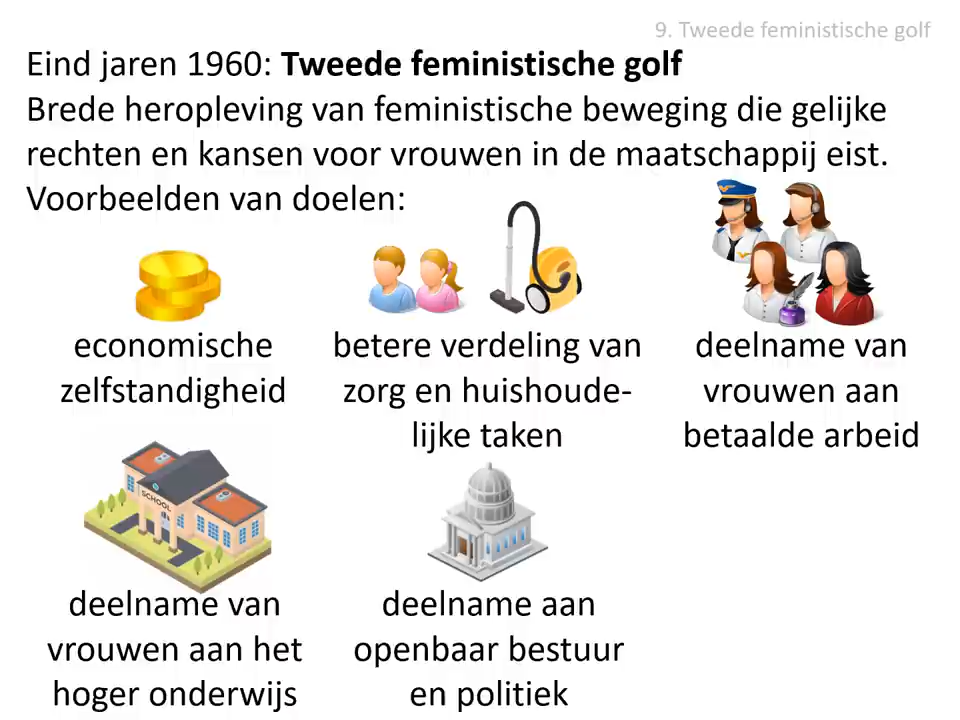 9. Tweede feministische golf
Eind jaren 1960: Tweede feministische golf
Brede heropleving van feministische beweging die gelijke
rechten en kansen voor vrouwen in de maatschappij eist.
Voorbeelden van doelen:
economische
zelfstandigheid
betere verdeling van
zorg en huishoude-
lijke taken
deelname van
vrouwen aan
betaalde arbeid
SCHOOL
deelname van
vrouwen aan het
hoger onderwijs
deelname aan
openbaar bestuur
en politiek